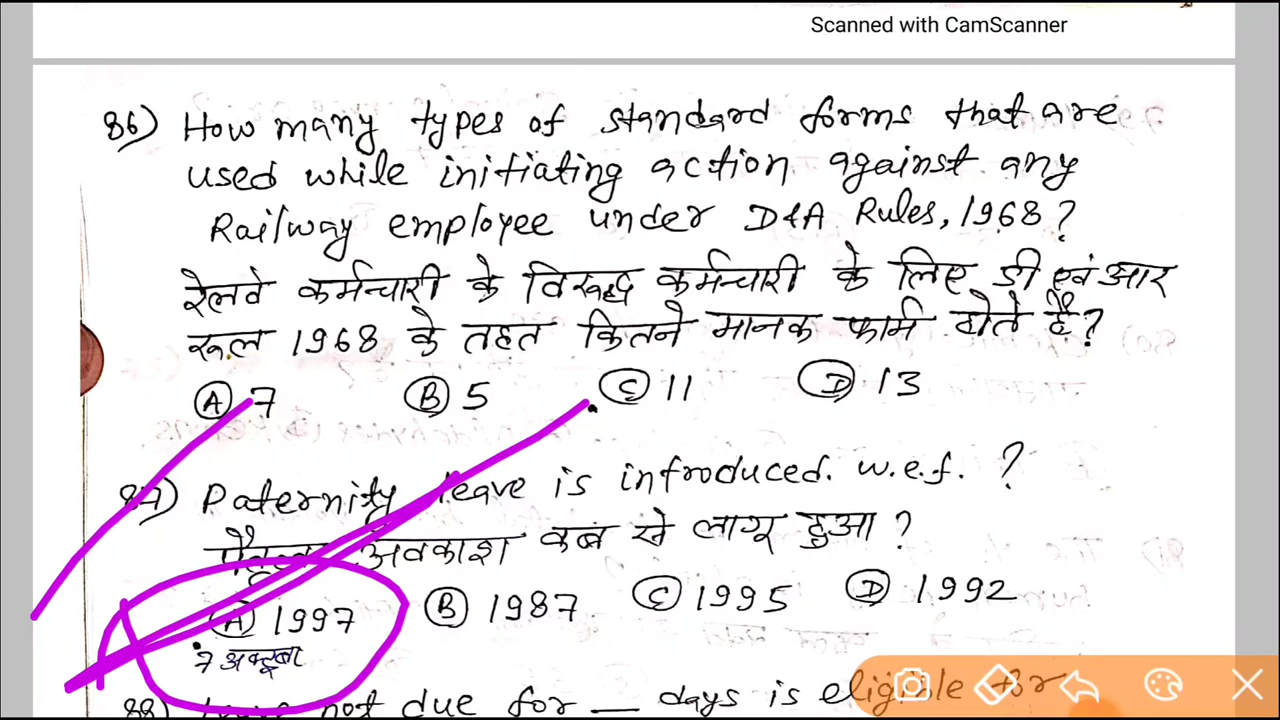 Scanned with CamScanner
86) How many types of standard forms that are
used while initiating action against any
Railway employee under D&A Rules, 1968?
रेलवे कर्मचारी के विरूद्ध कर्मचारी के लिए डी एवं आर
रूल 1968 के तहत कितने मानक फार्म होते है?
(A) 7 (B) 5 (C) 11 (D) 13
87) Paternity leave is introduced. w.e.f. ?
अवकाश कब से लागू हुआ ?
(A) 1997 (B) 1987 (C) 1995 (D) 1992
7 अक्टूबर
88) not due for __ days is eligible for